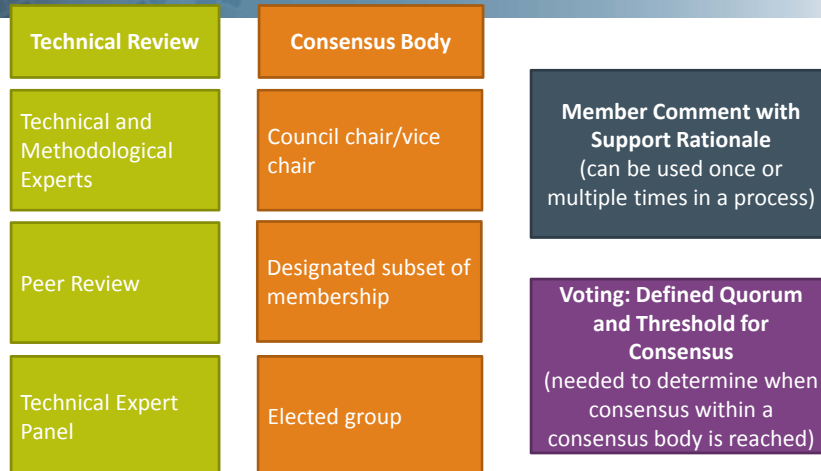 Technical Review
Technical and
Methodological
Experts
Peer Review
Technical Expert
Panel
Consensus Body
Council chair/vice
chair
Designated subset of
membership
Elected group
Member Comment with
Support Rationale
(can be used once or
multiple times in a process)
Voting: Defined Quorum
and Threshold for
Consensus
(needed to determine when
consensus within a
consensus body is reached)